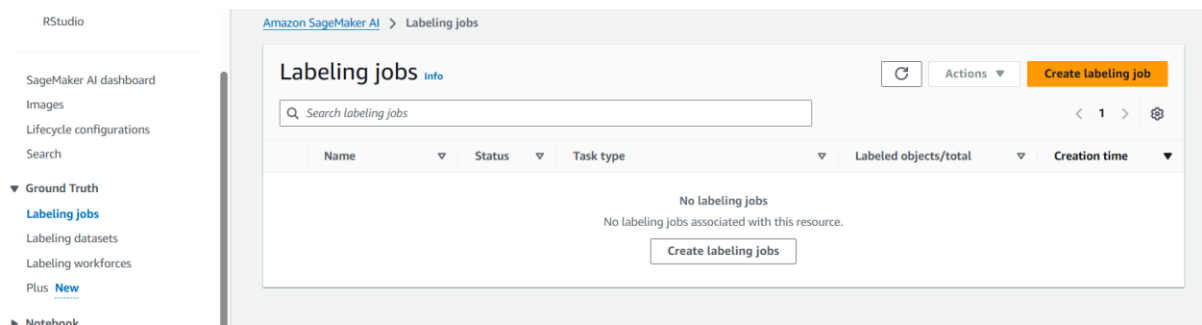 RStudio
SageMaker AI dashboard
Images
Lifecycle configurations
Search
Ground Truth
Labeling jobs
Labeling datasets
Labeling workforces
Plus New
Notebook
Amazon SageMaker AI > Labeling jobs
Labeling jobs Info
Actions
Create labeling job
Search labeling jobs
1
Name Status Task type Labeled objects/total Creation time
No labeling jobs
No labeling jobs associated with this resource.
Create labeling jobs